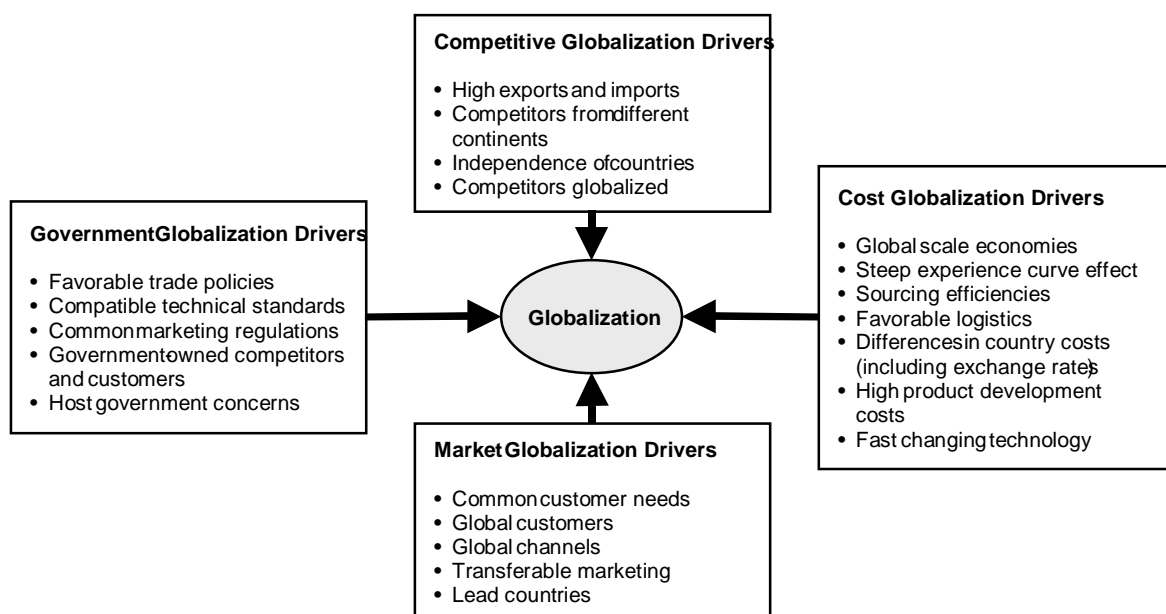 Competitive Globalization Drivers
• High exports and imports
• Competitors from different
continents
• Independence of countries
• Competitors globalized
Government Globalization Drivers
• Favorable trade policies
• Compatible technical standards
• Common marketing regulations
• Government-owned competitors
and customers
• Host government concerns
Globalization
Cost Globalization Drivers
• Global scale economies
• Steep experience curve effect
• Sourcing efficiencies
• Favorable logistics
• Differences in country costs
(including exchange rates)
• High product development
costs
• Fast changing technology
Market Globalization Drivers
• Common customer needs
• Global customers
• Global channels
• Transferable marketing
• Lead countries